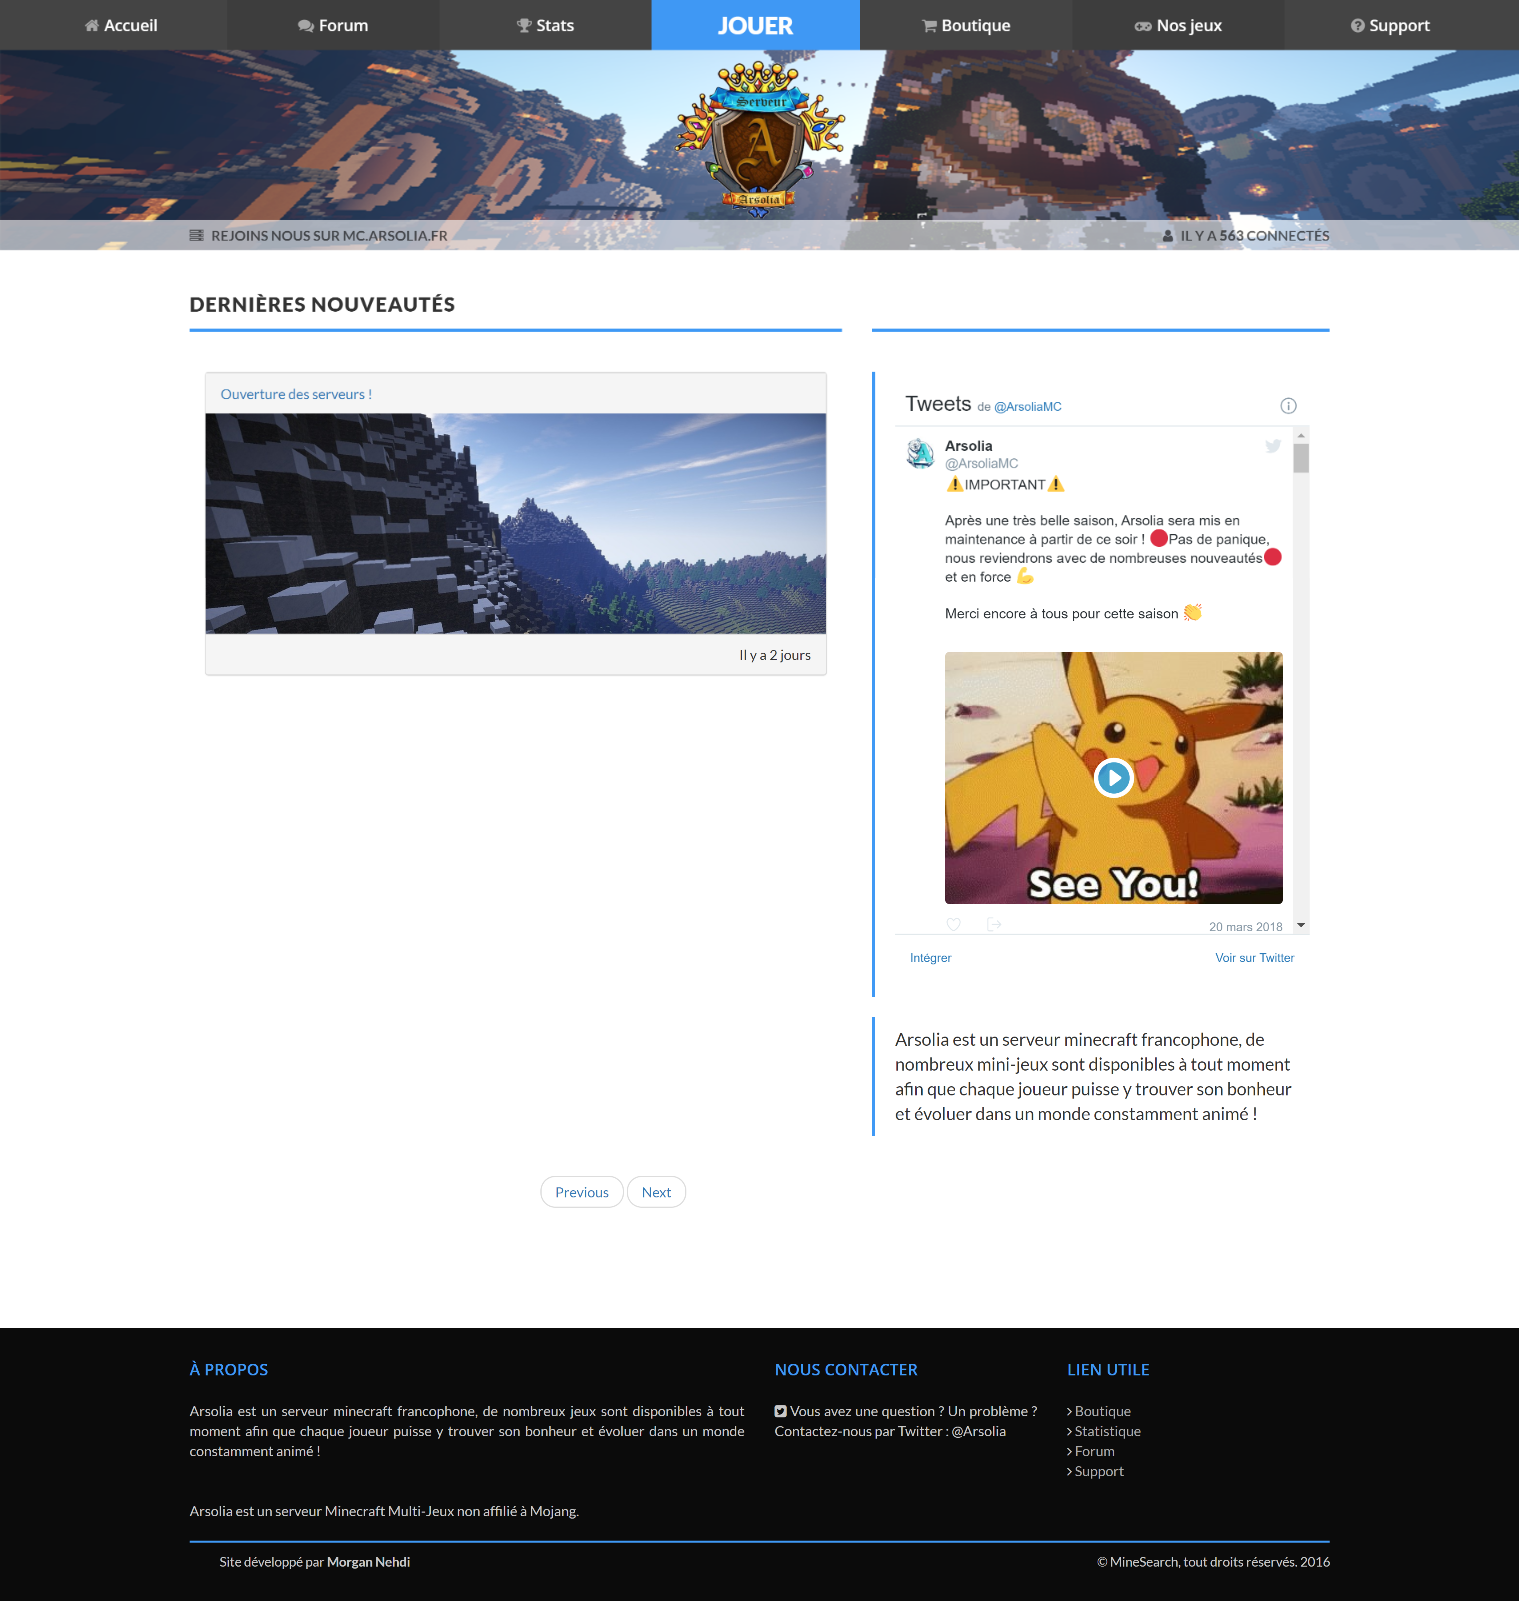 Accueil
Forum
Stats
JOUER
Boutique
Nos jeux
Support
Serveur
A
Arsolia
REJOINS NOUS SUR MC.ARSOLIA.FR
IL Y A 563 CONNECTÉS
DERNIÈRES NOUVEAUTÉS
Ouverture des serveurs !
Il y a 2 jours
Tweets de @ArsoliaMC
Arsolia
@ArsoliaMC
⚠️IMPORTANT⚠️
Après une très belle saison, Arsolia sera mis en
maintenance à partir de ce soir ! 🔴Pas de panique,
nous reviendrons avec de nombreuses nouveautés🔴
et en force 💪
Merci encore à tous pour cette saison 👏
See You!
20 mars 2018
Intégrer
Voir sur Twitter
Arsolia est un serveur minecraft francophone, de
nombreux mini-jeux sont disponibles à tout moment
afin que chaque joueur puisse y trouver son bonheur
et évoluer dans un monde constamment animé !
Previous
Next
À PROPOS
Arsolia est un serveur minecraft francophone, de nombreux jeux sont disponibles à tout
moment afin que chaque joueur puisse y trouver son bonheur et évoluer dans un monde
constamment animé !
Arsolia est un serveur Minecraft Multi-Jeux non affilié à Mojang.
NOUS CONTACTER
Vous avez une question ? Un problème ?
Contactez-nous par Twitter : @Arsolia
LIEN UTILE
Boutique
Statistique
Forum
Support
Site développé par Morgan Nehdi
© MineSearch, tout droits réservés. 2016